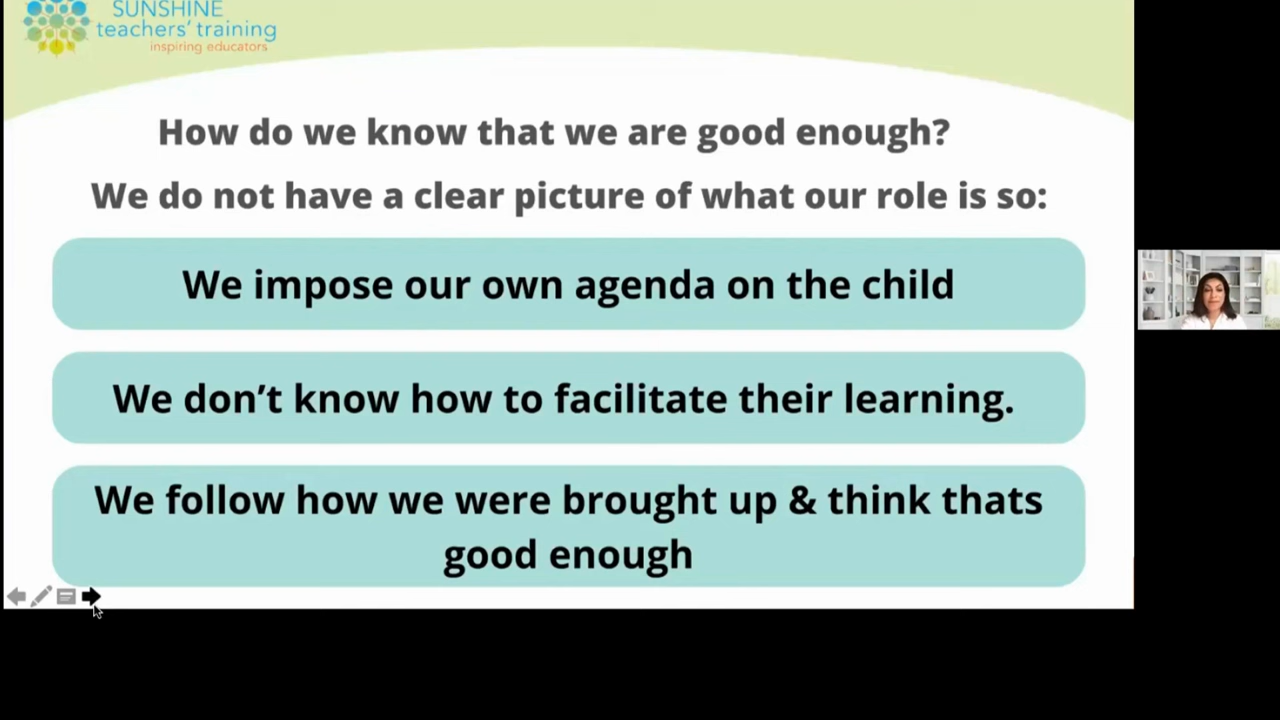 SUNSHINE
teachers' training
inspiring educators
How do we know that we are good enough?
We do not have a clear picture of what our role is so:
We impose our own agenda on the child
We don’t know how to facilitate their learning.
We follow how we were brought up & think thats
good enough